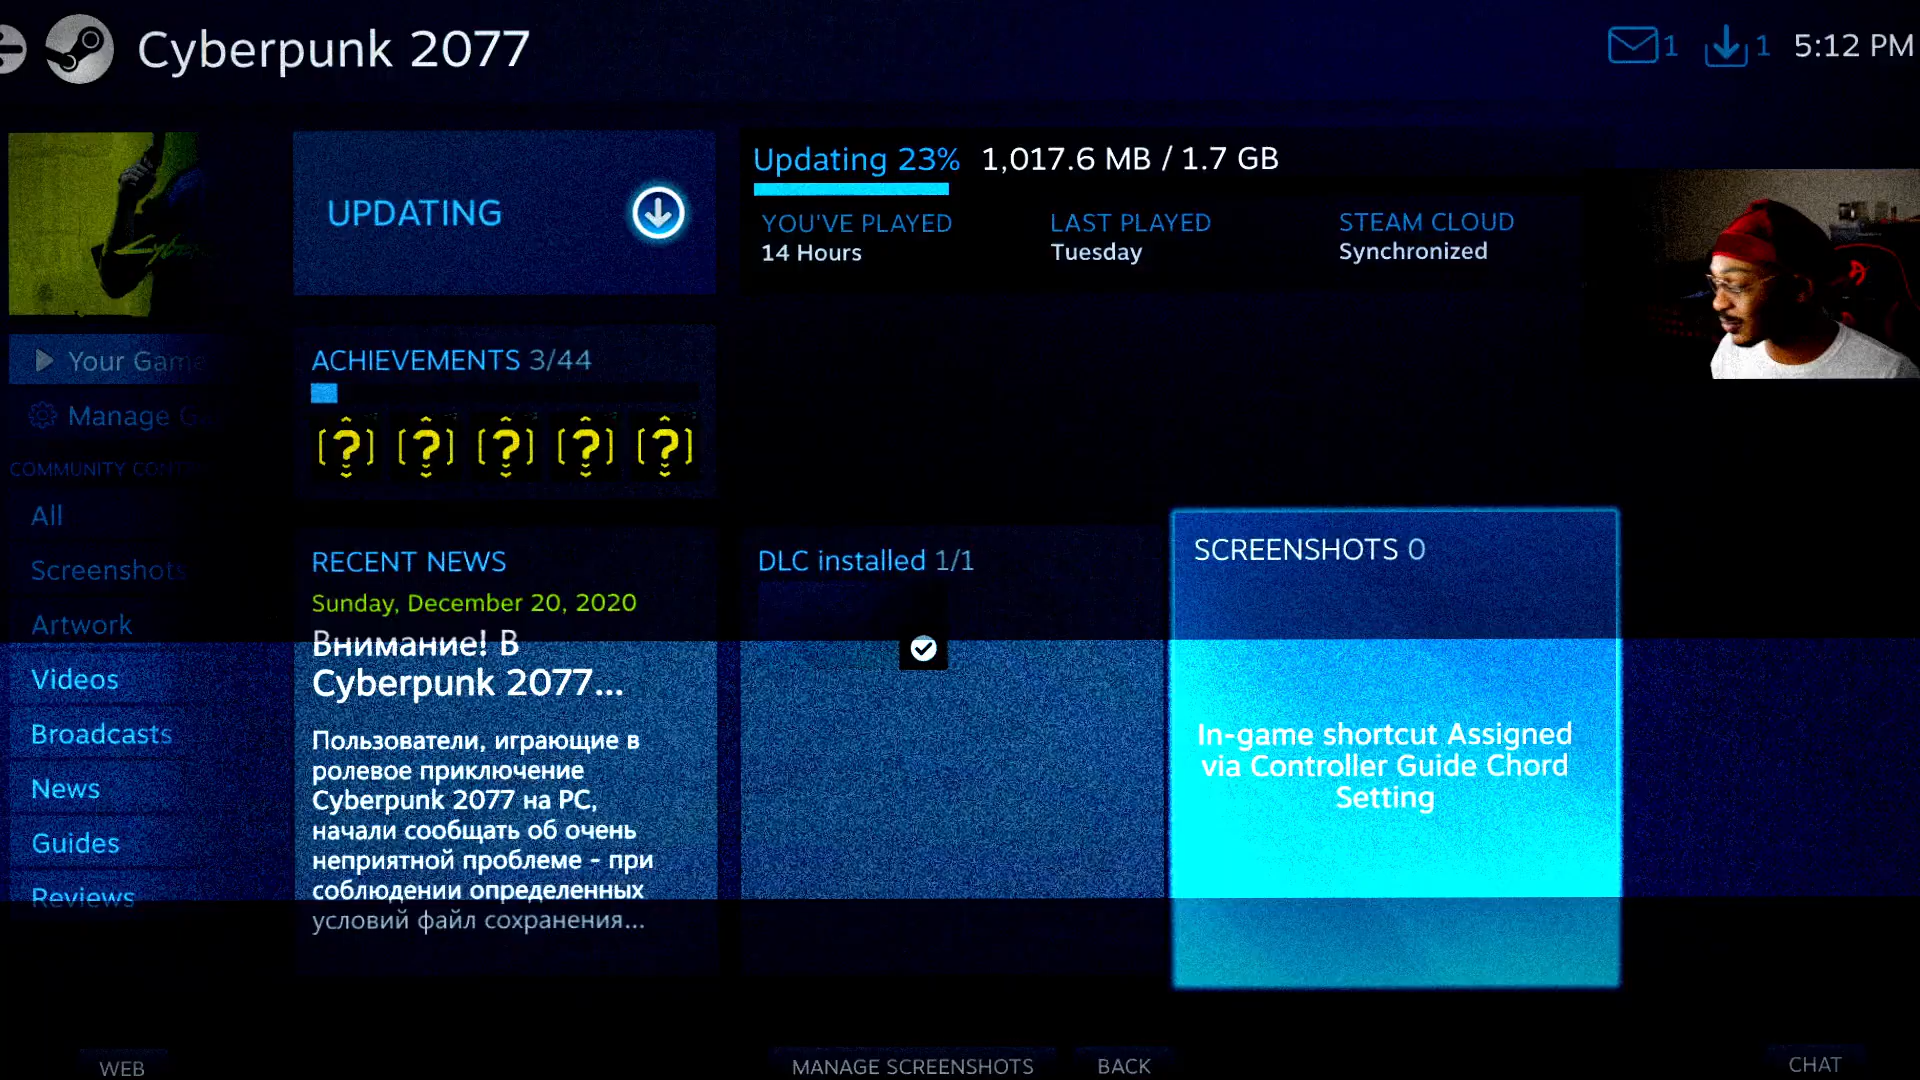 Cyberpunk 2077
1
1
5:12 PM
UPDATING
Updating 23% 1,017.6 MB / 1.7 GB
YOU'VE PLAYED
14 Hours
LAST PLAYED
Tuesday
STEAM CLOUD
Synchronized
Your Game
Manage G
COMMUNITY CONT
All
Screenshots
Artwork
Videos
Broadcasts
News
Guides
Reviews
ACHIEVEMENTS 3/44
[?] [?] [?] [?] [?]
RECENT NEWS
Sunday, December 20, 2020
Внимание! В
Cyberpunk 2077...
Пользователи, играющие в
ролевое приключение
Cyberpunk 2077 на PC,
начали сообщать об очень
неприятной проблеме - при
соблюдении определенных
условий файл сохранения...
DLC installed 1/1
SCREENSHOTS 0
In-game shortcut Assigned
via Controller Guide Chord
Setting
WEB
MANAGE SCREENSHOTS
BACK
CHAT